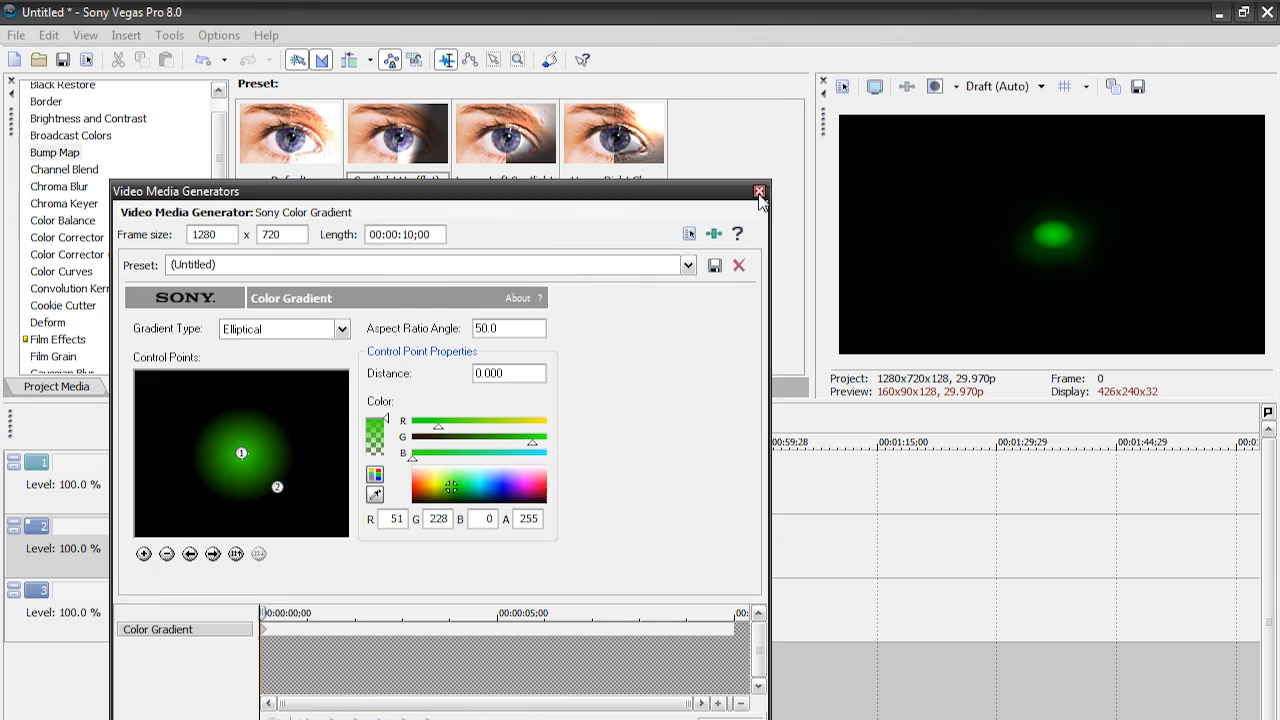 Untitled * - Sony Vegas Pro 8.0
File Edit View Insert Tools Options Help
Black Restore
Border
Brightness and Contrast
Broadcast Colors
Bump Map
Channel Blend
Chroma Blur
Chroma Keyer
Color Balance
Color Corrector
Color Corrector
Color Curves
Convolution Kern
Cookie Cutter
Deform
Film Effects
Film Grain
Project Media
Preset:
Draft (Auto)
Project: 1280x720x128, 29.970p Frame: 0
Preview: 160x90x128, 29.970p Display: 426x240x32
Video Media Generators
Video Media Generator: Sony Color Gradient
Frame size: 1280 x 720 Length: 00:00:10;00
Preset: (Untitled)
SONY. Color Gradient About ?
Gradient Type: Elliptical Aspect Ratio Angle: 50.0
Control Points: Control Point Properties
Distance: 0.000
Color:
R
G
B
1
2
R 51 G 228 B 0 A 255
00:00:00;00 00:00:05;00 00:
Color Gradient
00:59:28 00:01:15;00 00:01:29;29 00:01:44;29 00:0
1
Level: 100.0 %
2
Level: 100.0 %
3
Level: 100.0 %